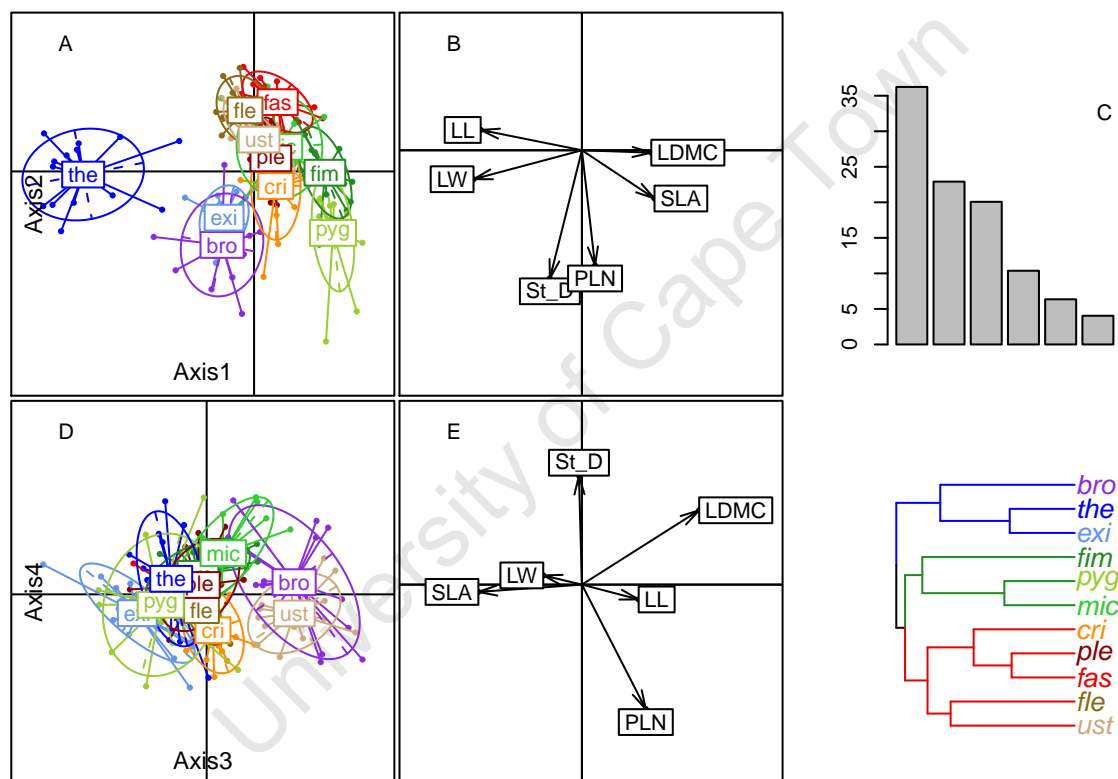 A
the
fle
fas
ust
ic
ple
fim
cri
exi
bro
pyg
Axis2
Axis1
B
LL
LW
LDMC
SLA
St_D
PLN
C
35
25
15
5
0
D
the
mic
ple
bro
pyg
exi
fle
ust
cri
Axis4
Axis3
E
St_D
LDMC
LW
SLA
LL
PLN
bro
the
exi
fim
pyg
mic
cri
ple
fas
fle
ust
University of Cape Town